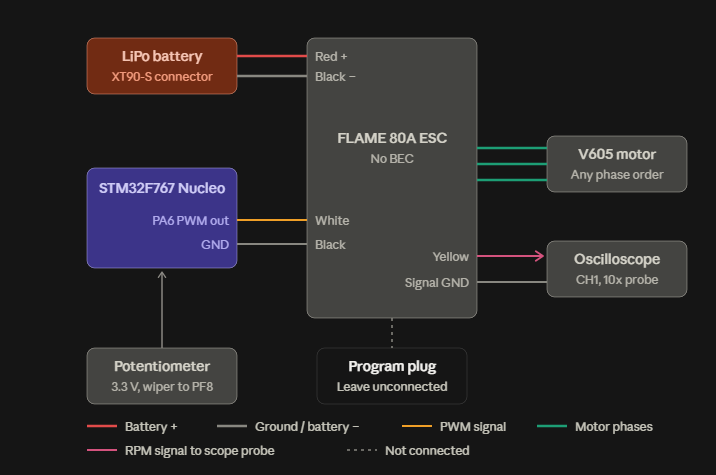 LiPo battery
XT90-S connector
Red +
Black −
FLAME 80A ESC
No BEC
V605 motor
Any phase order
STM32F767 Nucleo
PA6 PWM out
GND
White
Black
Yellow
Signal GND
Oscilloscope
CH1, 10x probe
Potentiometer
3.3 V, wiper to PF8
Program plug
Leave unconnected
Battery +
Ground / battery −
PWM signal
Motor phases
RPM signal to scope probe
Not connected